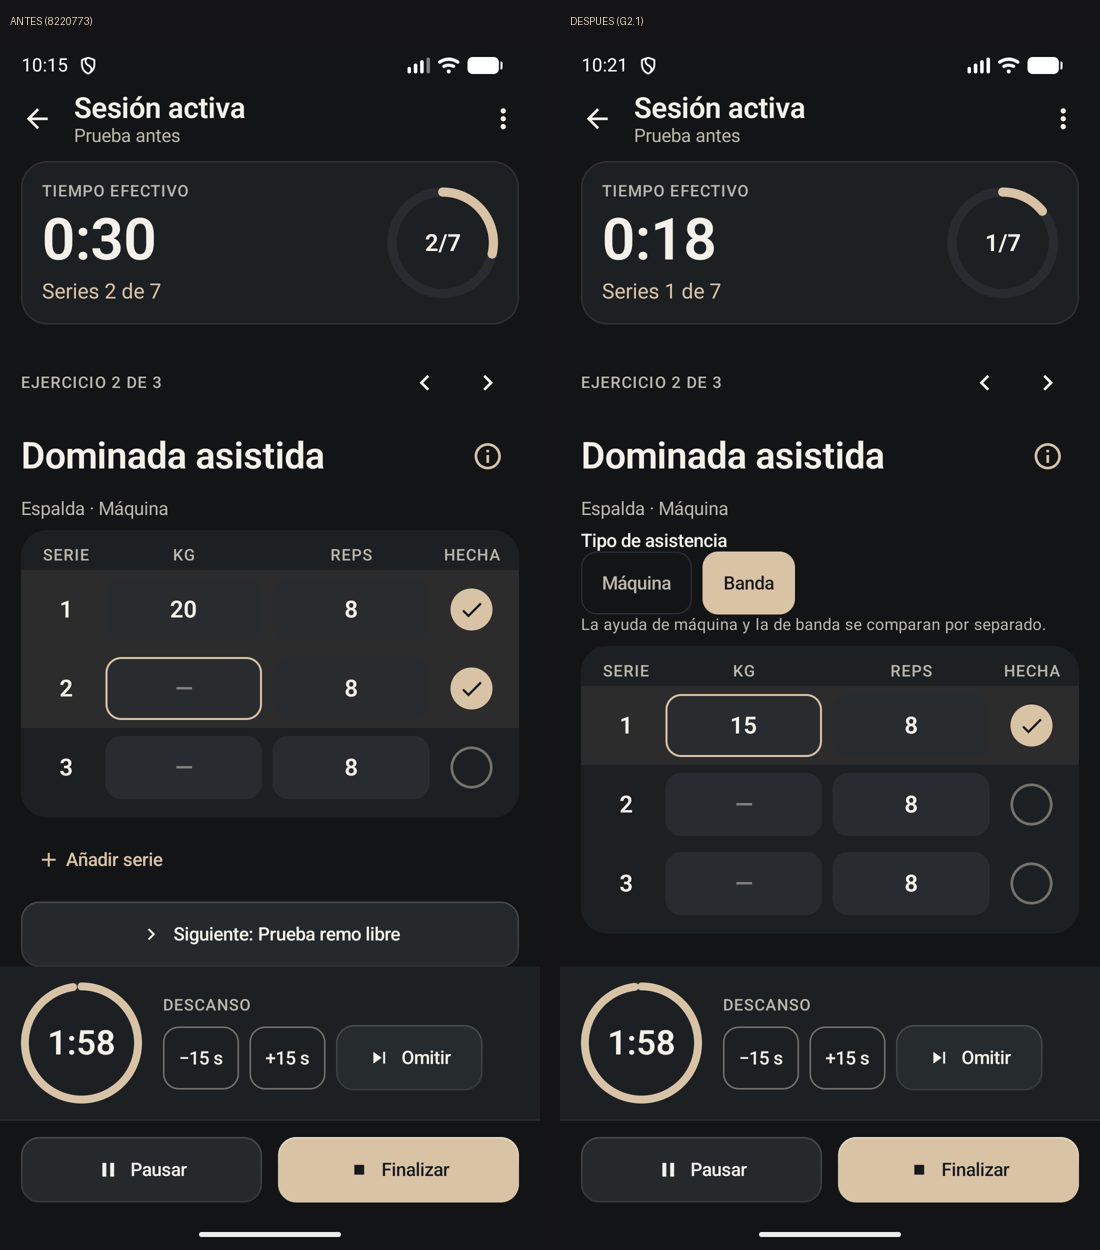 ANTES (8220773)
10:15
Sesión activa
Prueba antes
TIEMPO EFECTIVO
0:30
Series 2 de 7
2/7
EJERCICIO 2 DE 3
Dominada asistida
Espalda · Máquina
SERIE KG REPS HECHA
1 20 8
2 – 8
3 – 8
+ Añadir serie
Siguiente: Prueba remo libre
1:58
DESCANSO
−15 s +15 s Omitir
Pausar Finalizar
DESPUES (G2.1)
10:21
Sesión activa
Prueba antes
TIEMPO EFECTIVO
0:18
Series 1 de 7
1/7
EJERCICIO 2 DE 3
Dominada asistida
Espalda · Máquina
Tipo de asistencia
Máquina Banda
La ayuda de máquina y la de banda se comparan por separado.
SERIE KG REPS HECHA
1 15 8
2 – 8
3 – 8
1:58
DESCANSO
−15 s +15 s Omitir
Pausar Finalizar